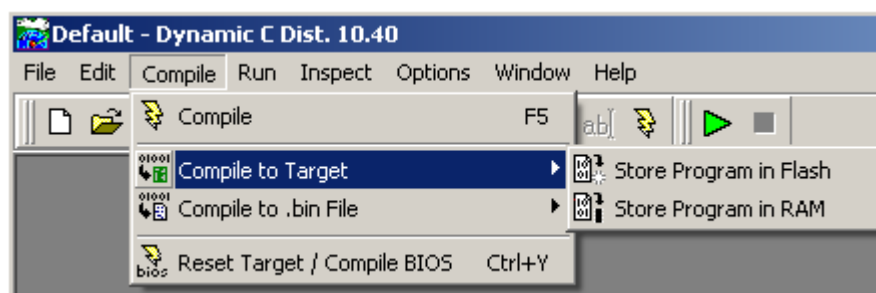 Default - Dynamic C Dist. 10.40
File Edit Compile Run Inspect Options Window Help
Compile F5
ab
Compile to Target
Store Program in Flash
Compile to .bin File
Store Program in RAM
Reset Target / Compile BIOS Ctrl+Y
bios